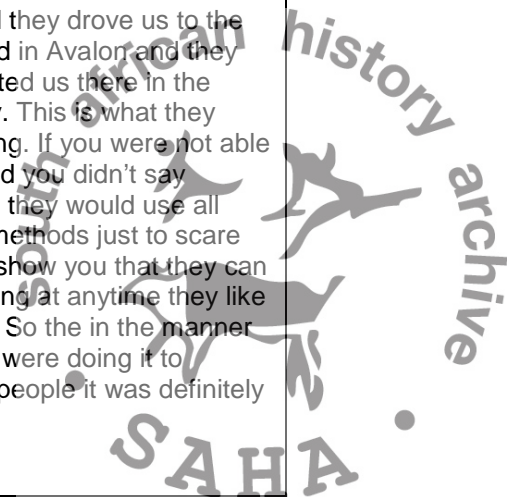 they drove us to the
d in Avalon and they
ted us there in the
. This is what they
ng. If you were not able
d you didn't say
they would use all
methods just to scare
show you that they can
ng at anytime they like
So the in the manner
were doing it to
people it was definitely
south african history archive
• SAHA •